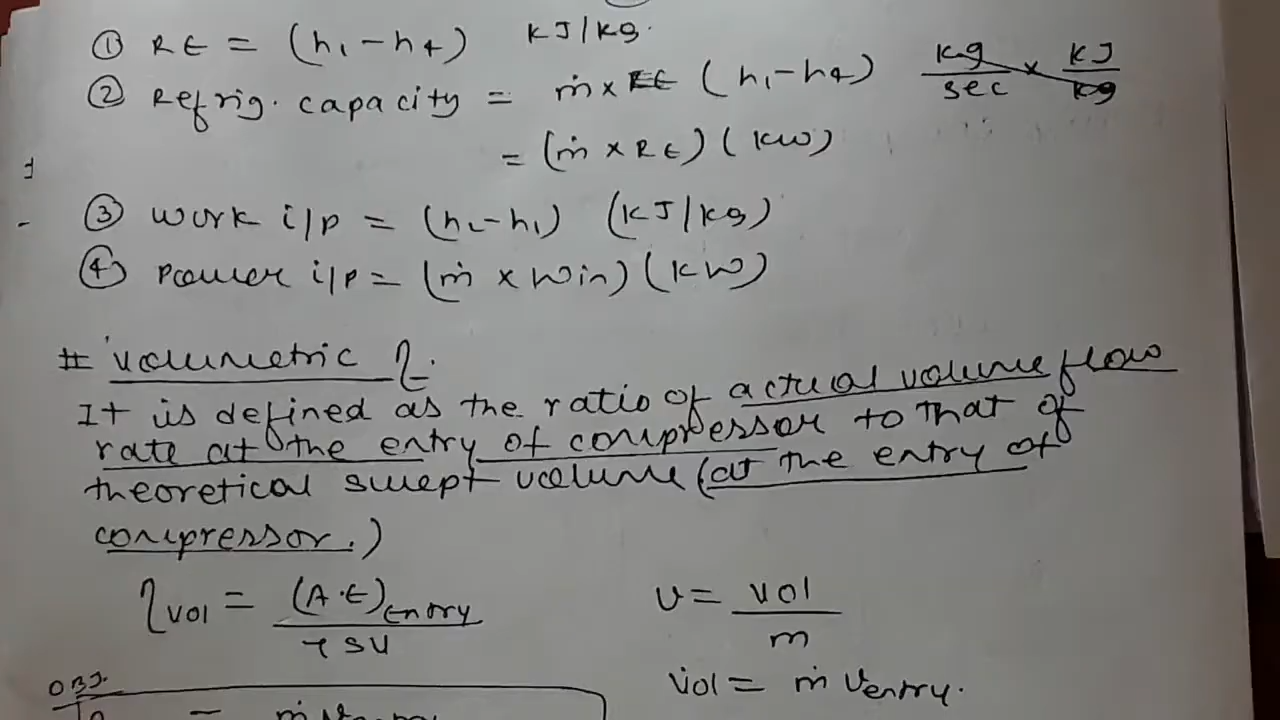 ① RE = (h₁-h₄) KJ/kg.
② Refrig. capacity = ṁ×RE (h₁-h₄) kg/sec × kJ/kg
= (ṁ × RE) (kW)
③ work i/p = (h₂-h₁) (KJ/kg)
④ Power i/p = (ṁ × Win) (kW)
# Volumetric η.
It is defined as the ratio of actual volume flow
rate at the entry of compressor to that of
theoretical swept volume (at the entry of
compressor.)
ηvol = (A.E)Entry / TSV
v = vol / m
v̇ol = ṁ ventry.
OBJ.